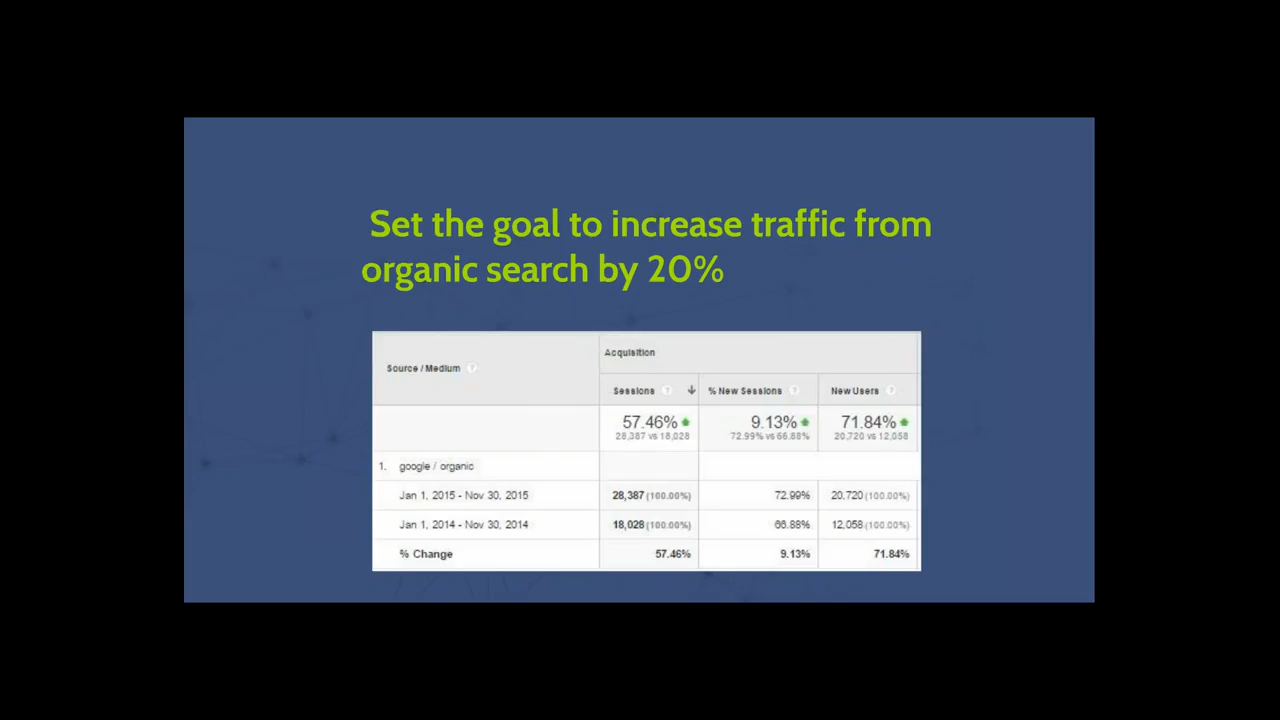 Set the goal to increase traffic from
organic search by 20%
Acquisition
Source / Medium ?
Sessions ? % New Sessions ? New Users ?
57.46% 9.13% 71.84%
28,387 vs 18,028 72.99% vs 66.88% 20,720 vs 12,058
1. google / organic
Jan 1, 2015 - Nov 30, 2015 28,387 (100.00%) 72.99% 20,720 (100.00%)
Jan 1, 2014 - Nov 30, 2014 18,028 (100.00%) 66.88% 12,058 (100.00%)
% Change 57.46% 9.13% 71.84%